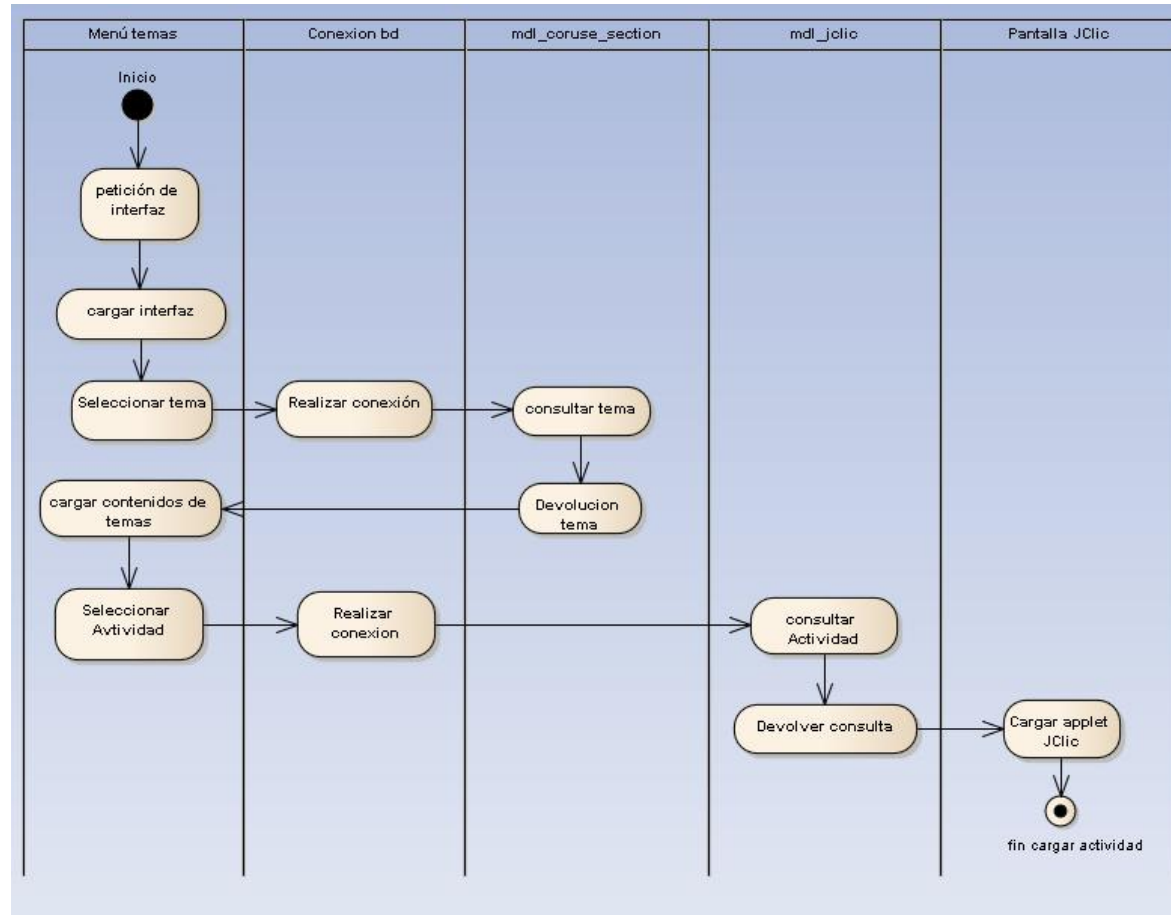 Menú temas
Conexion bd
mdl_coruse_section
mdl_jclic
Pantalla JClic
Inicio
petición de
interfaz
cargar interfaz
Seleccionar tema
Realizar conexión
consultar tema
cargar contenidos de
temas
Devolucion
tema
Seleccionar
Avtividad
Realizar
conexion
consultar
Actividad
Devolver consulta
Cargar applet
JClic
fin cargar actividad